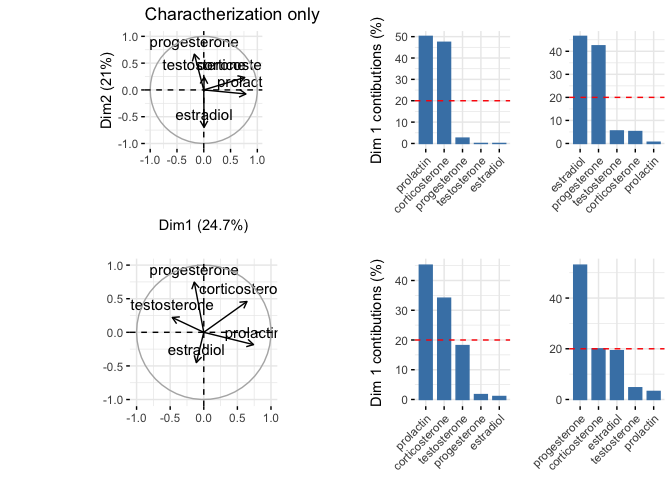 Charactherization only
Dim2 (21%)
1.0
0.5
0.0
-0.5
-1.0
progesterone
testosterone
corticoste
prolact
estradiol
-1.0 -0.5 0.0 0.5 1.0
Dim1 (24.7%)
Dim 1 contibutions (%)
50
40
30
20
10
0
prolactin
corticosterone
progesterone
testosterone
estradiol
40
30
20
10
0
estradiol
progesterone
testosterone
corticosterone
prolactin
1.0
0.5
0.0
-0.5
-1.0
progesterone
corticostero
testosterone
prolactin
estradiol
-1.0 -0.5 0.0 0.5 1.0
Dim 1 contibutions (%)
40
30
20
10
0
prolactin
corticosterone
testosterone
progesterone
estradiol
40
20
0
progesterone
corticosterone
estradiol
testosterone
prolactin